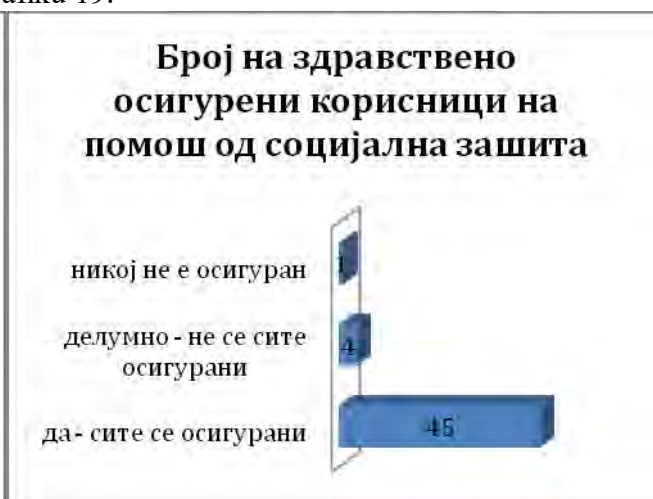 19.
Број на здравствено
осигурени корисници на
помош од социјална зашита
никој не е осигуран
1
делумно - не се сите
осигурани
4
да - сите се осигурани
45